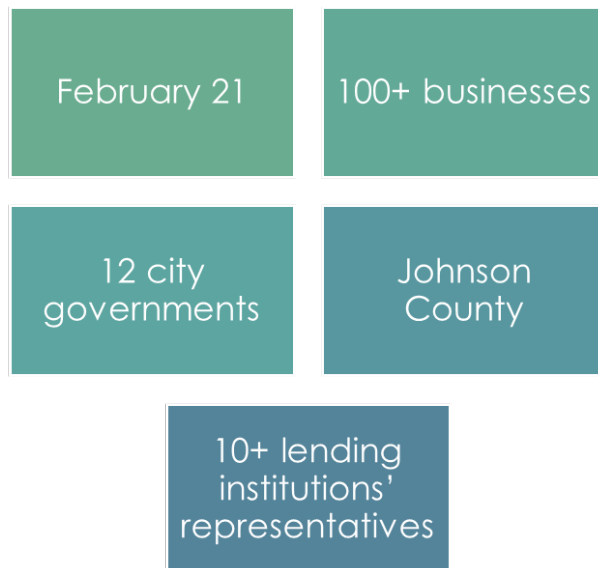 February 21
100+ businesses
12 city
governments
Johnson
County
10+ lending
institutions’
representatives